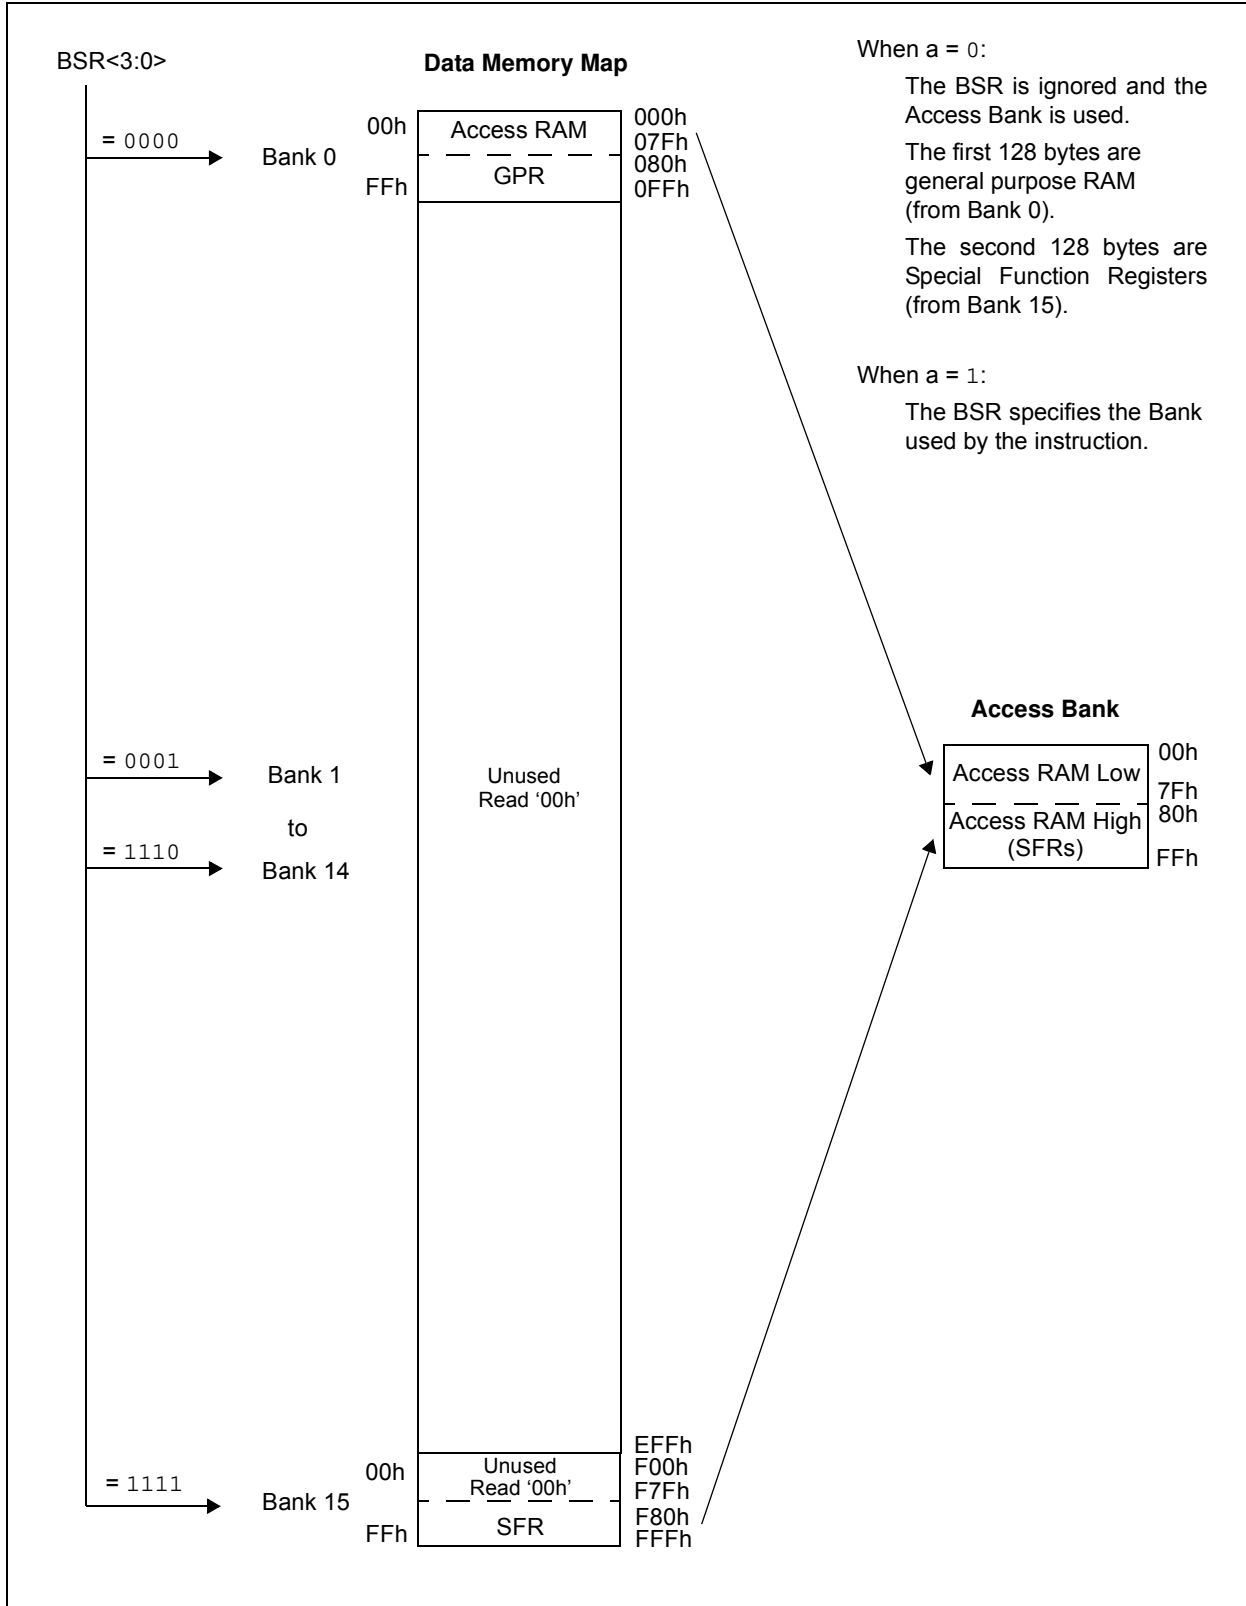 BSR<3:0>
Data Memory Map
= 0000
Bank 0
00h
FFh
Access RAM
GPR
000h
07Fh
080h
0FFh
= 0001
Bank 1
to
= 1110
Bank 14
Unused
Read ‘00h’
= 1111
Bank 15
00h
FFh
Unused
Read ‘00h’
SFR
EFFh
F00h
F7Fh
F80h
FFFh
When a = 0:
The BSR is ignored and the
Access Bank is used.
The first 128 bytes are
general purpose RAM
(from Bank 0).
The second 128 bytes are
Special Function Registers
(from Bank 15).
When a = 1:
The BSR specifies the Bank
used by the instruction.
Access Bank
Access RAM Low
Access RAM High
(SFRs)
00h
7Fh
80h
FFh